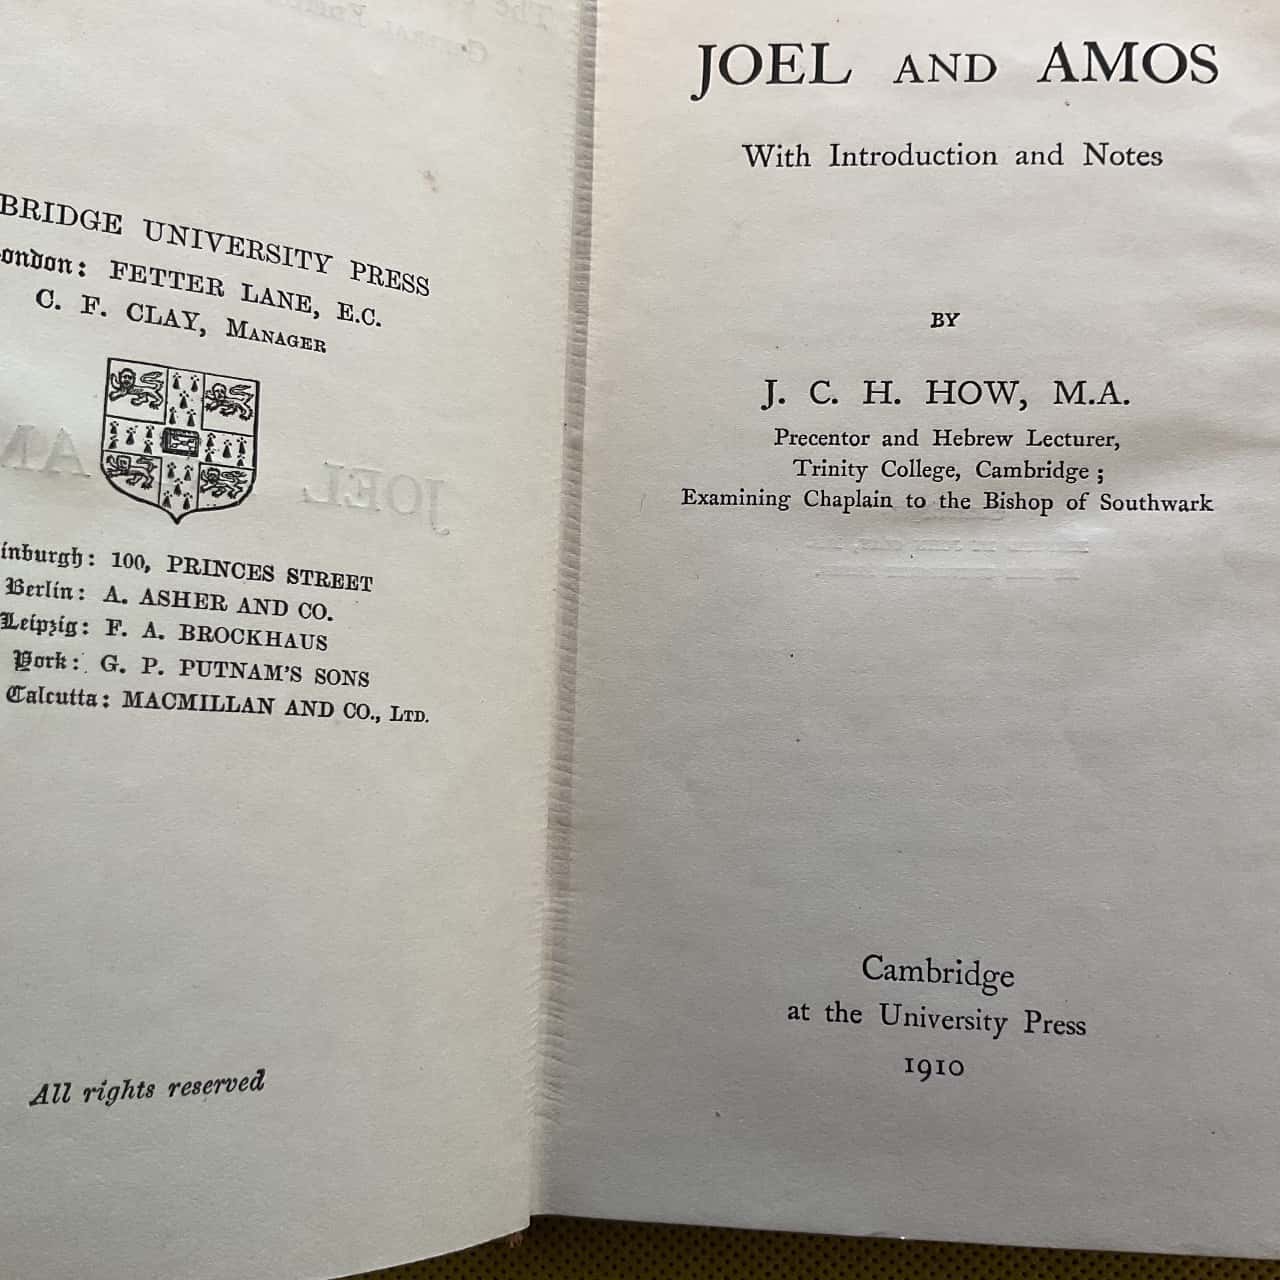 BRIDGE UNIVERSITY PRESS
ondon: FETTER LANE, E.C.
C. F. CLAY, MANAGER
inburgh: 100, PRINCES STREET
Berlin: A. ASHER AND CO.
Leipzig: F. A. BROCKHAUS
York: G. P. PUTNAM'S SONS
Calcutta: MACMILLAN AND CO., LTD.
All rights reserved
JOEL AND AMOS
With Introduction and Notes
BY
J. C. H. HOW, M.A.
Precentor and Hebrew Lecturer,
Trinity College, Cambridge;
Examining Chaplain to the Bishop of Southwark
Cambridge
at the University Press
1910